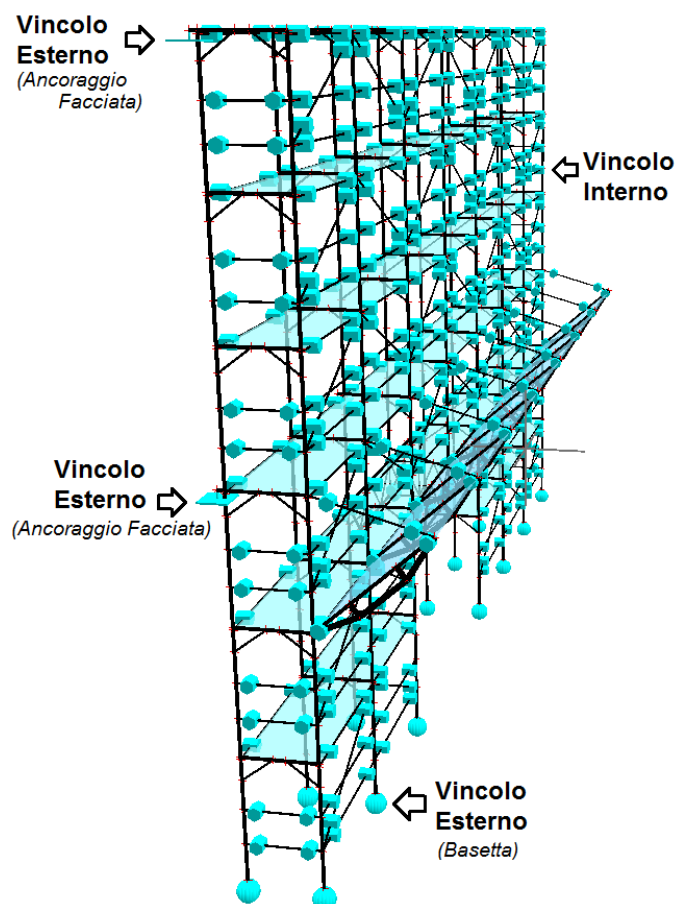 Vincolo
Esterno
(Ancoraggio
Facciata)
Vincolo
Interno
Vincolo
Esterno
(Ancoraggio Facciata)
Vincolo
Esterno
(Basetta)